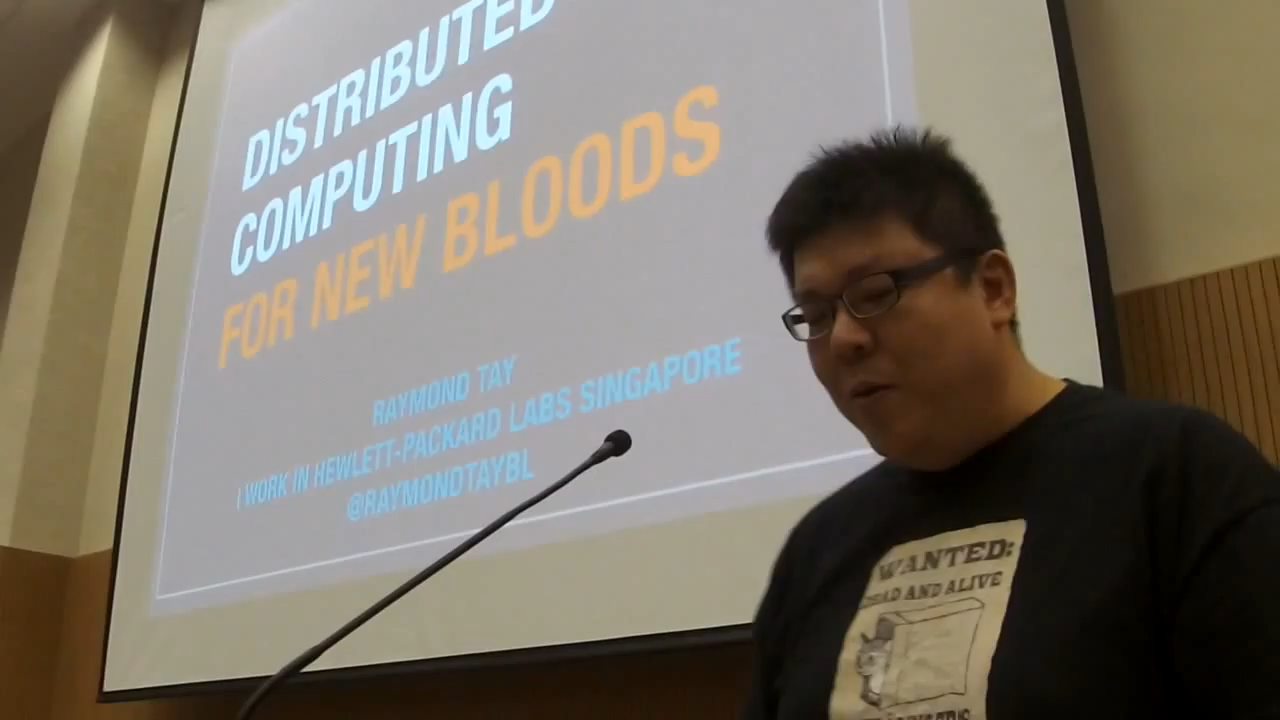 DISTRIBUTED
COMPUTING
FOR NEW BLOODS
RAYMOND TAY
I WORK IN HEWLETT-PACKARD LABS SINGAPORE
@RAYMONDTAYBL
WANTED:
DEAD AND ALIVE